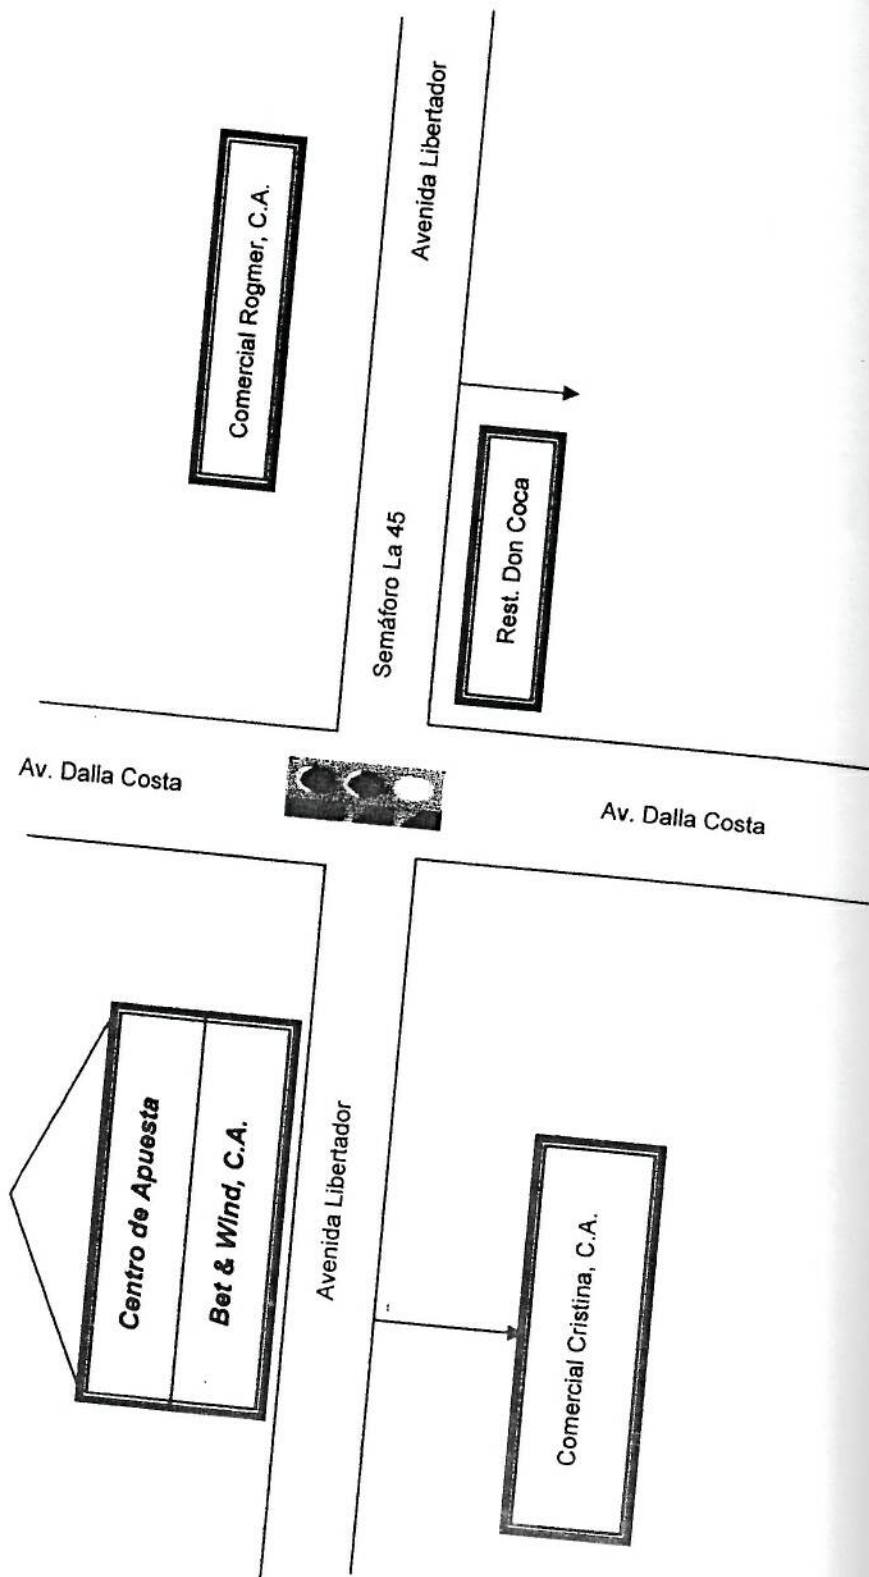 Centro de Apuesta
Bet & Wind, C.A.
Av. Dalla Costa
Comercial Rogmer, C.A.
Avenida Libertador
Semáforo La 45
Avenida Libertador
Comercial Cristina, C.A.
Av. Dalla Costa
Rest. Don Coca